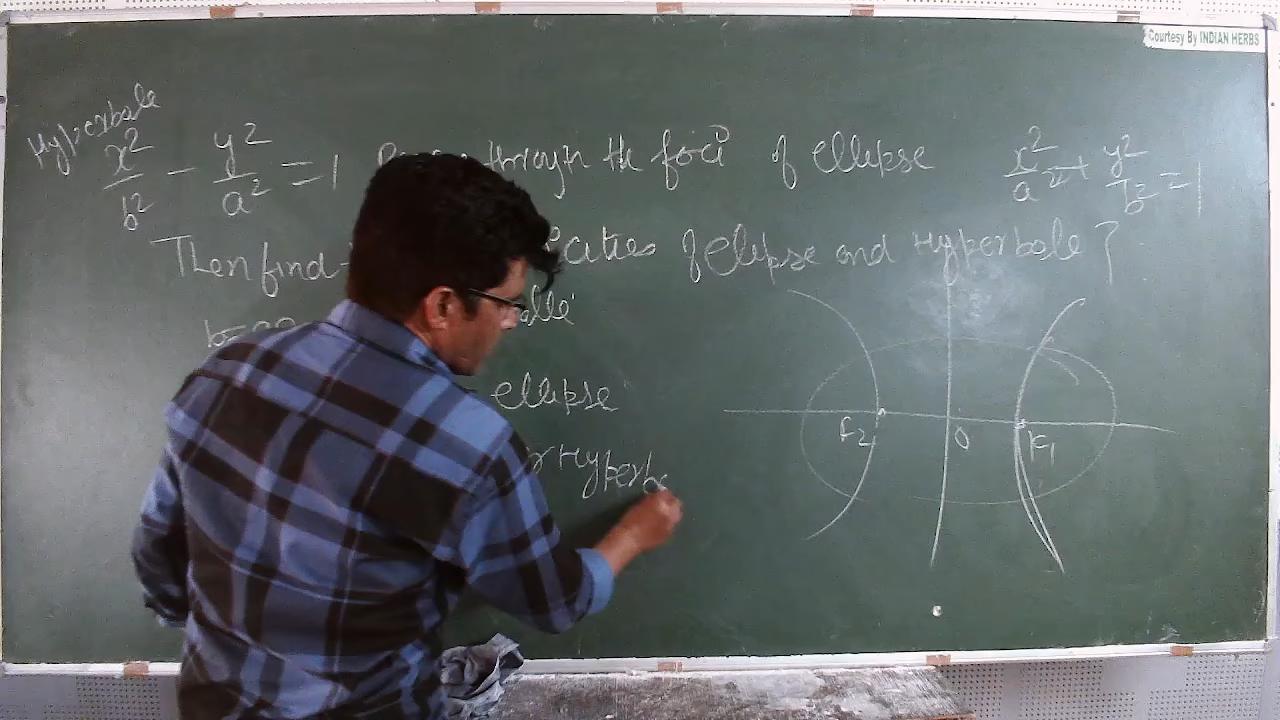 Courtesy By INDIAN HERBS
Hyperbola
x²/b² - y²/a² = 1 through the foci of Ellipse x²/a² + y²/b² = 1
Then find of Ellipse and Hyperbola ?
ellipse
Hyperb
F2 O F1